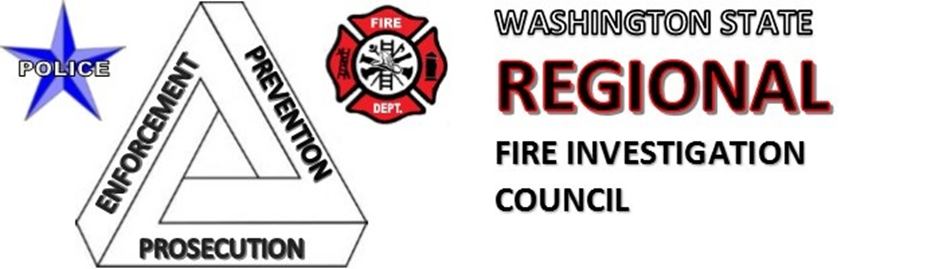 POLICE
ENFORCEMENT
PREVENTION
PROSECUTION
FIRE
DEPT.
WASHINGTON STATE
REGIONAL
FIRE INVESTIGATION
COUNCIL